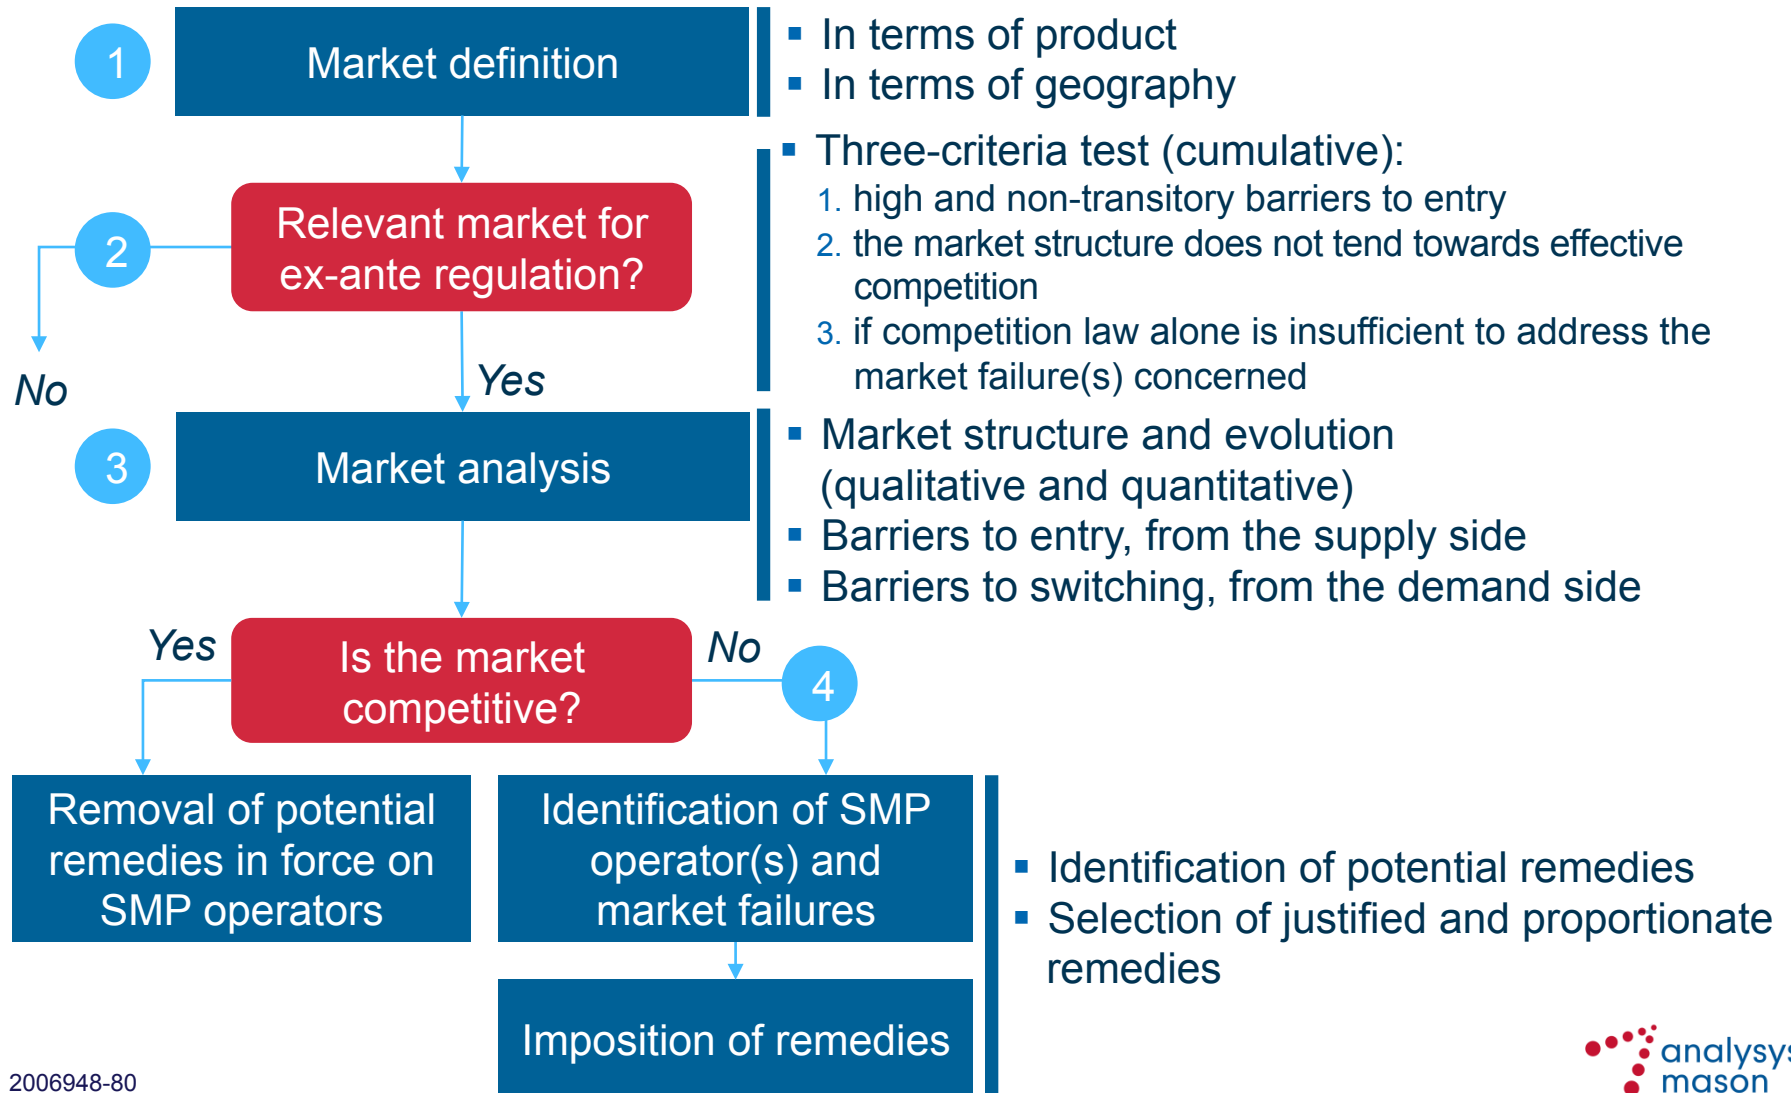 1
Market definition
▪ In terms of product
▪ In terms of geography
2
Relevant market for
ex-ante regulation?
▪ Three-criteria test (cumulative):
1. high and non-transitory barriers to entry
2. the market structure does not tend towards effective
competition
3. if competition law alone is insufficient to address the
market failure(s) concerned
No
Yes
3
Market analysis
▪ Market structure and evolution
(qualitative and quantitative)
▪ Barriers to entry, from the supply side
▪ Barriers to switching, from the demand side
Yes
Is the market
competitive?
No
4
Removal of potential
remedies in force on
SMP operators
Identification of SMP
operator(s) and
market failures
▪ Identification of potential remedies
▪ Selection of justified and proportionate
remedies
Imposition of remedies
2006948-80
analysys
mason